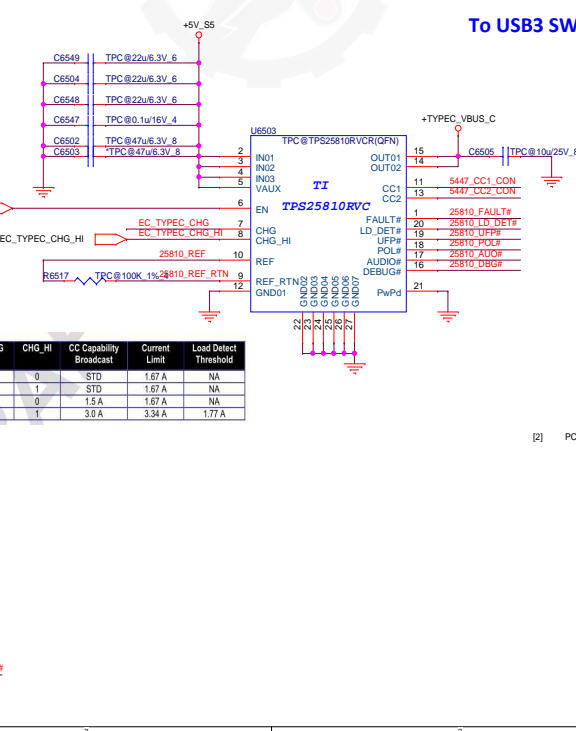 To USB3 SW
+5V_S5
C6549 TPC@22u/6.3V_6
C6504 TPC@22u/6.3V_6
C6548 TPC@22u/6.3V_6
C6547 TPC@0.1u/16V_4
C6502 TPC@47u/6.3V_8
C6503 *TPC@47u/6.3V_8
+TYPEC_VBUS_C
C6505 TPC@10u/25V_8
U6503
TPC@TPS25810RVCR(QFN)
TI
TPS25810RVC
2 IN01
3 IN02
4 IN03
5 VAUX
6 EN
EC_TYPEC_CHG 7 CHG
EC_TYPEC_CHG_HI EC_TYPEC_CHG_HI 8 CHG_HI
25810_REF 10 REF
R6517 TPC@100K_1%_4 25810_REF_RTN 9 REF_RTN
12 GND01
OUT01 15
OUT02 14
CC1 11 5447_CC1_CON
CC2 13 5447_CC2_CON
FAULT# 1 25810_FAULT#
LD_DET# 20 25810_LD_DET#
UFP# 19 25810_UFP#
POL# 18 25810_POL#
AUDIO# 17 25810_AUO#
DEBUG# 16 25810_DBG#
PwPd 21
GND02 GND03 GND04 GND05 GND06 GND07
22 23 24 25 26 27
G CHG_HI CC Capability Broadcast Current Limit Load Detect Threshold
0 STD 1.67 A NA
1 STD 1.67 A NA
0 1.5 A 1.67 A NA
1 3.0 A 3.34 A 1.77 A
[2] PC
#